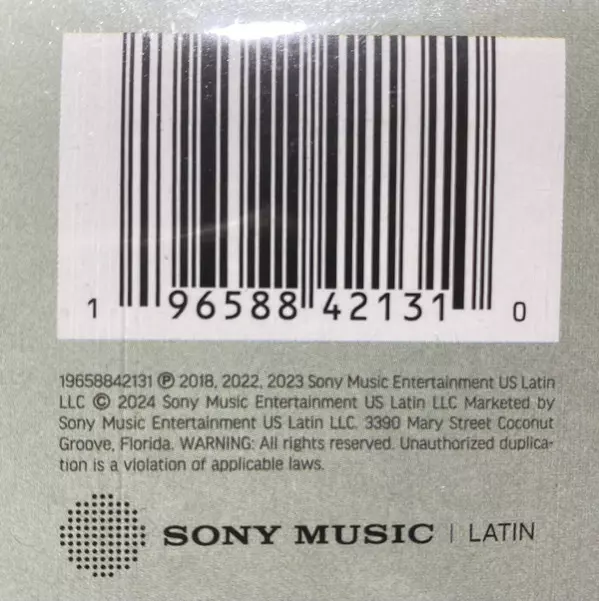 1 96588 42131 0
19658842131 Ⓟ 2018, 2022, 2023 Sony Music Entertainment US Latin
LLC © 2024 Sony Music Entertainment US Latin LLC Marketed by
Sony Music Entertainment US Latin LLC. 3390 Mary Street Coconut
Groove, Florida. WARNING: All rights reserved. Unauthorized duplica-
tion is a violation of applicable laws.
SONY MUSIC | LATIN